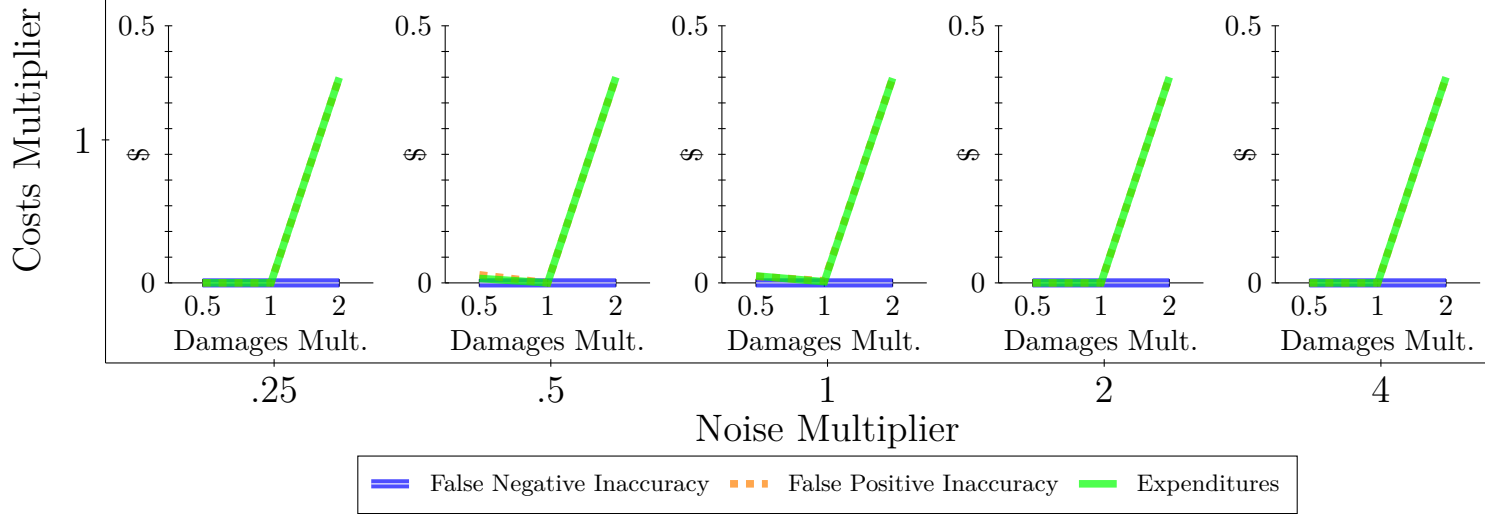 Costs Multiplier
1
0.5
0.5
0.5
0.5
0.5
$
$
$
$
$
0
0
0
0
0
0.5 1 2
0.5 1 2
0.5 1 2
0.5 1 2
0.5 1 2
Damages Mult.
Damages Mult.
Damages Mult.
Damages Mult.
Damages Mult.
.25
.5
1
2
4
Noise Multiplier
False Negative Inaccuracy
False Positive Inaccuracy
Expenditures